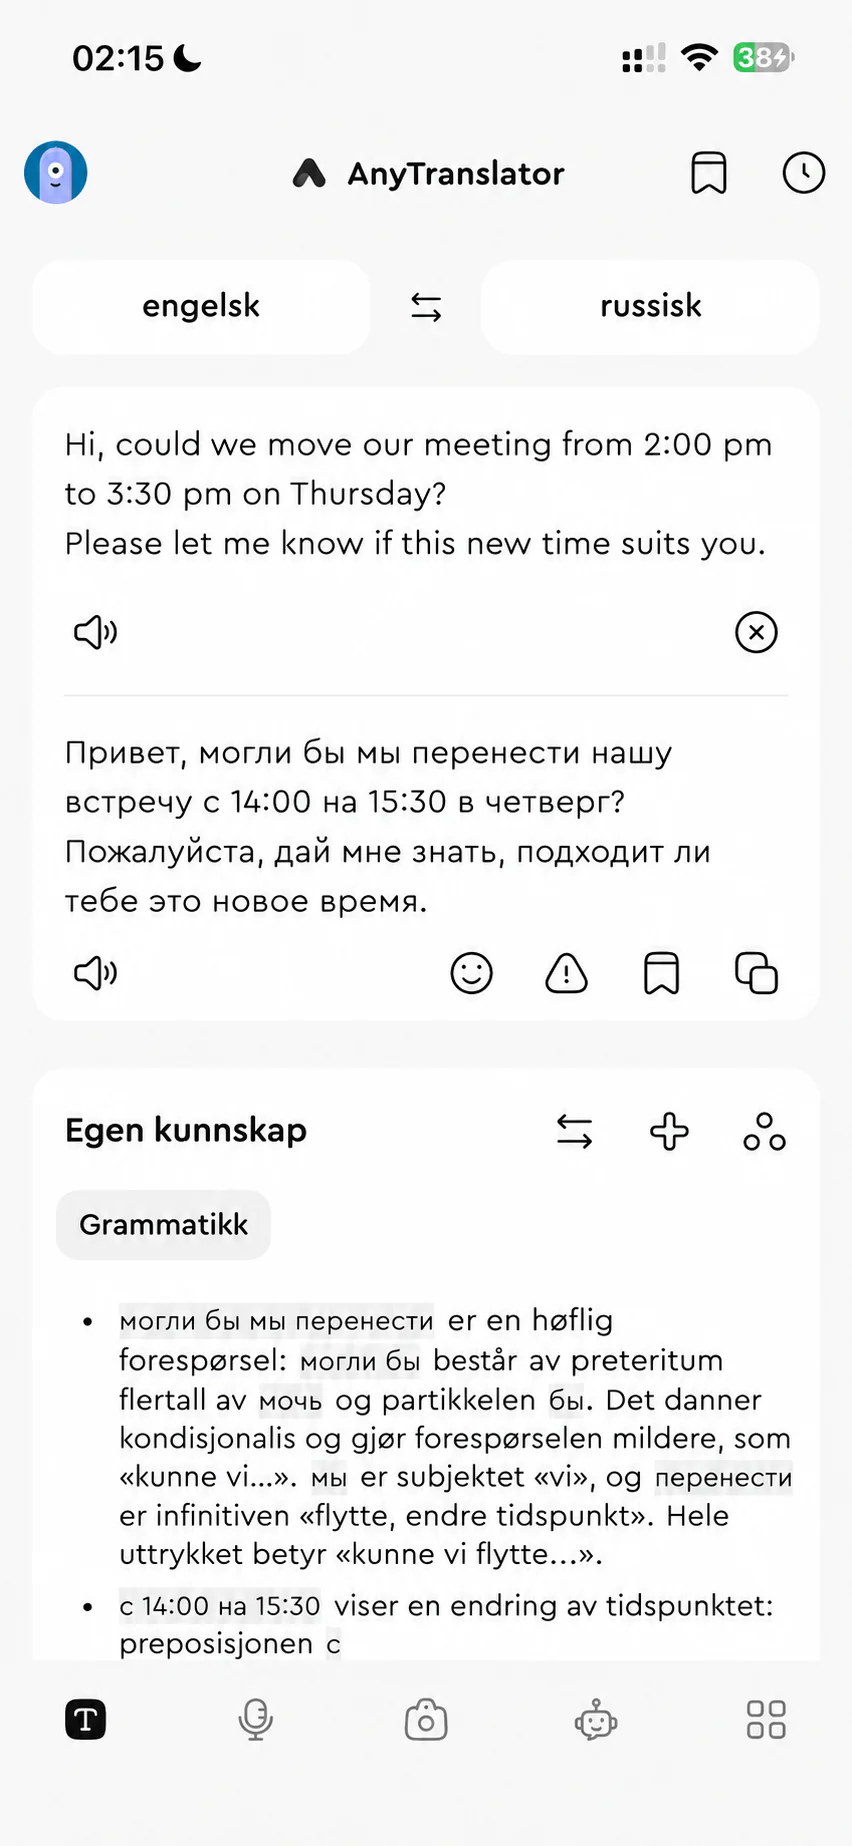 02:15
38
AnyTranslator
engelsk
russisk
Hi, could we move our meeting from 2:00 pm
to 3:30 pm on Thursday?
Please let me know if this new time suits you.
Привет, могли бы мы перенести нашу
встречу с 14:00 на 15:30 в четверг?
Пожалуйста, дай мне знать, подходит ли
тебе это новое время.
Egen kunnskap
Grammatikk
• могли бы мы перенести er en høflig
forespørsel: могли бы består av preteritum
flertall av мочь og partikkelen бы. Det danner
kondisjonalis og gjør forespørselen mildere, som
«kunne vi...». мы er subjektet «vi», og перенести
er infinitiven «flytte, endre tidspunkt». Hele
uttrykket betyr «kunne vi flytte...».
• с 14:00 на 15:30 viser en endring av tidspunktet:
preposisjonen с
T